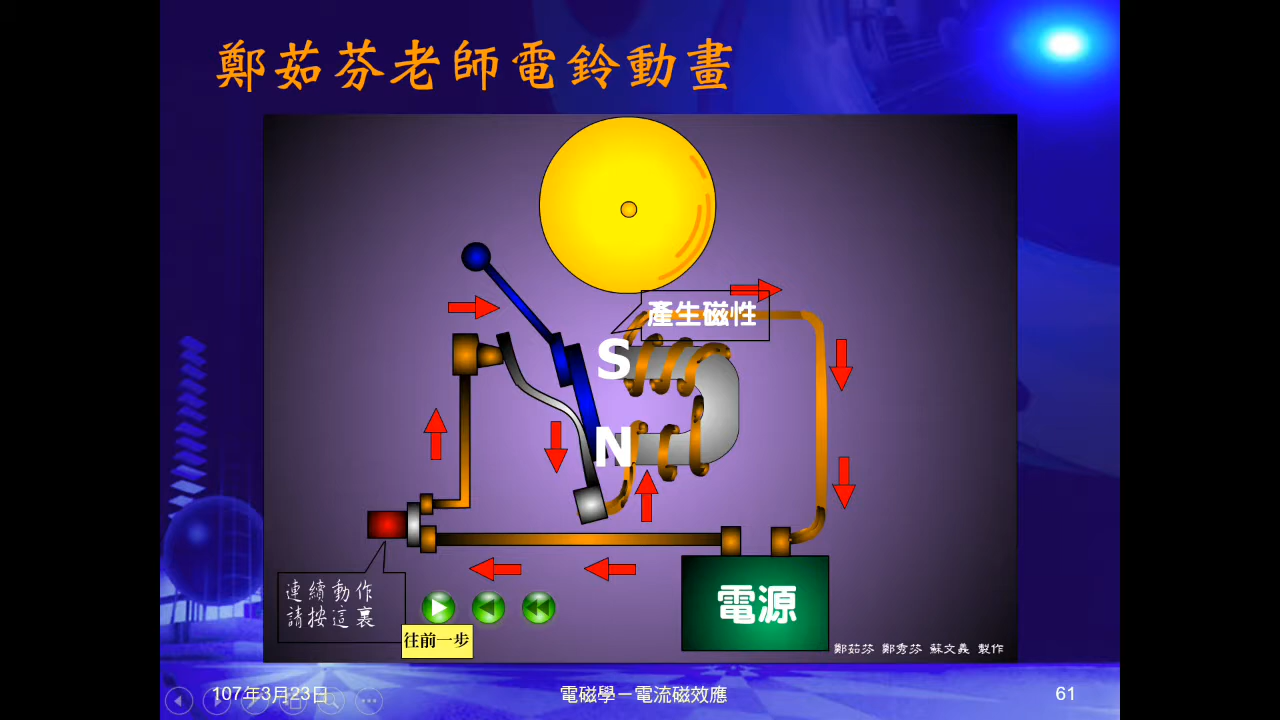 鄭茹芬老師電鈴動畫
產生磁性
S
N
連續動作
請按這裏
往前一步
電源
鄭茹芬 鄭秀芬 蘇文義 製作
107年3月23日
電磁學－電流磁效應
61